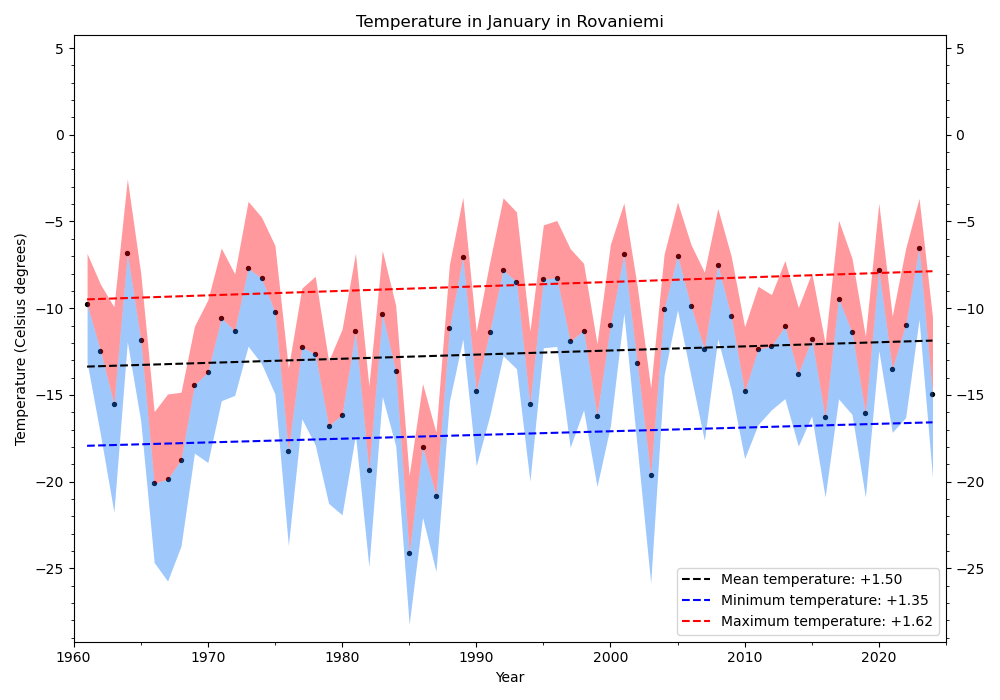 Temperature in January in Rovaniemi
5
0
−5
−10
−15
−20
−25
Temperature (Celsius degrees)
5
0
−5
−10
−15
−20
−25
Mean temperature: +1.50
Minimum temperature: +1.35
Maximum temperature: +1.62
1960 1970 1980 1990 2000 2010 2020
Year